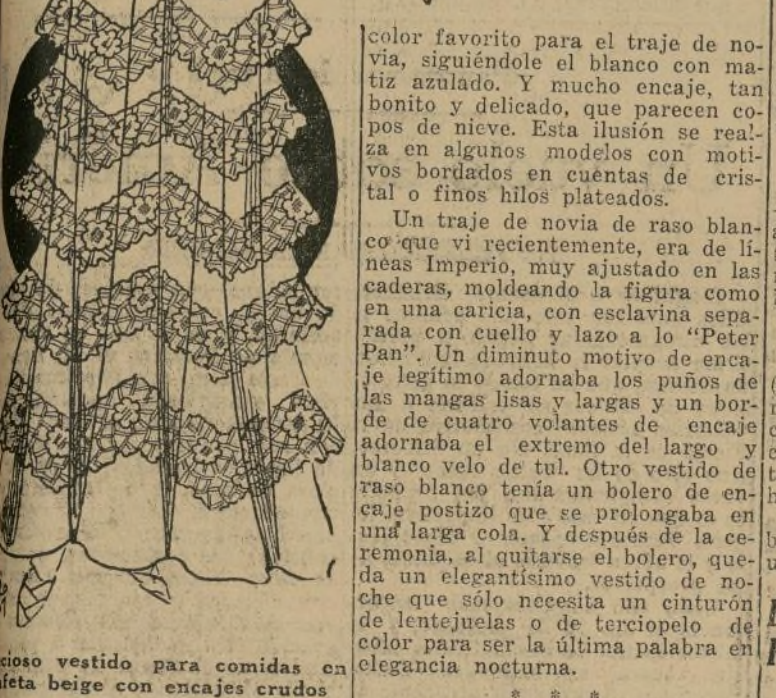 color favorito para el traje de no-
via, siguiéndole el blanco con ma-
tiz azulado. Y mucho encaje, tan
bonito y delicado, que parecen co-
pos de nieve. Esta ilusión se real-
za en algunos modelos con moti-
vos bordados en cuentas de cris-
tal o finos hilos plateados.
Un traje de novia de raso blan-
co que vi recientemente, era de lí-
neas Imperio, muy ajustado en las
caderas, moldeando la figura como
en una caricia, con esclavina sepa-
rada con cuello y lazo a lo "Peter
Pan". Un diminuto motivo de enca-
je legítimo adornaba los puños de
las mangas lisas y largas y un bor-
de de cuatro volantes de encaje
adornaba el extremo del largo y
blanco velo de tul. Otro vestido de
raso blanco tenía un bolero de en-
caje postizo que se prolongaba en
una larga cola. Y después de la ce-
remonia, al quitarse el bolero, que-
da un elegantísimo vestido de no-
che que sólo necesita un cinturón
de lentejuelas o de terciopelo de
color para ser la última palabra en
elegancia nocturna.
* * *
cioso vestido para comidas en
afeta beige con encajes crudos